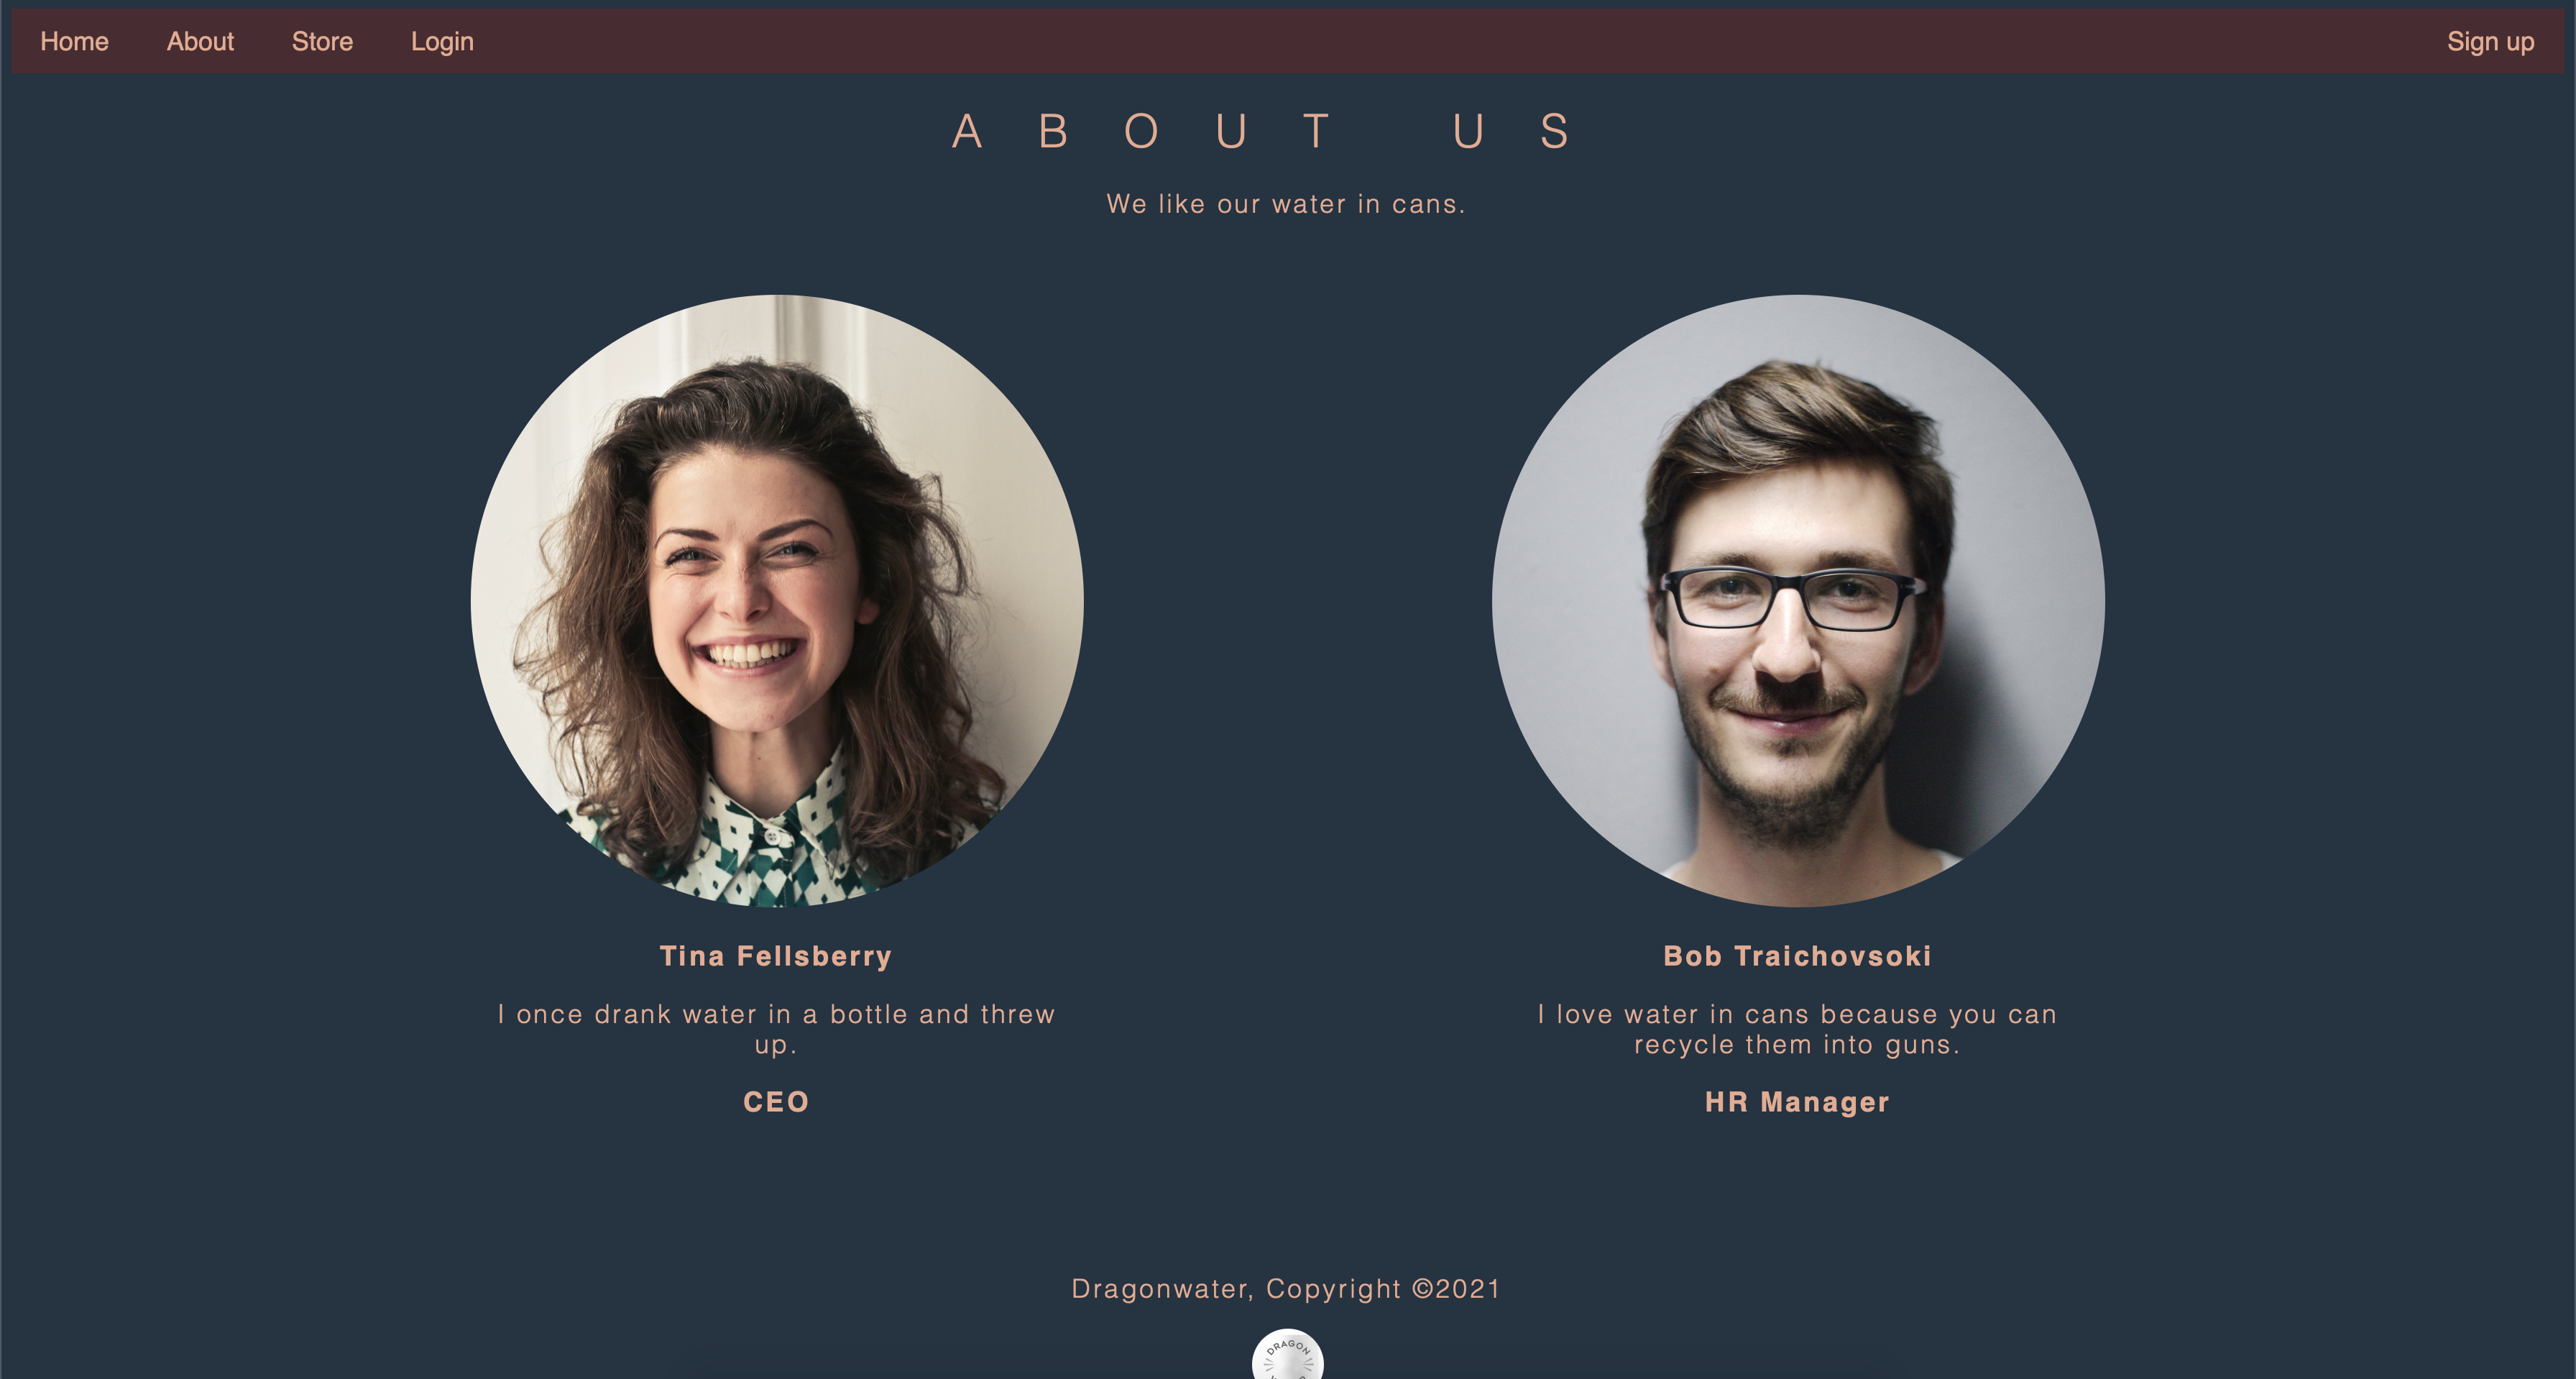 Home About Store Login Sign up
ABOUT US
We like our water in cans.
Tina Fellsberry
I once drank water in a bottle and threw
up.
CEO
Bob Traichovsoki
I love water in cans because you can
recycle them into guns.
HR Manager
Dragonwater, Copyright ©2021
DRAGON